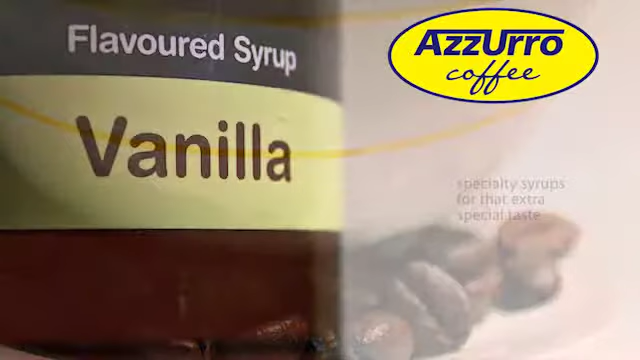 Flavoured Syrup
Vanilla
AzzUrro
coffee
specialty syrups
for that extra
special taste